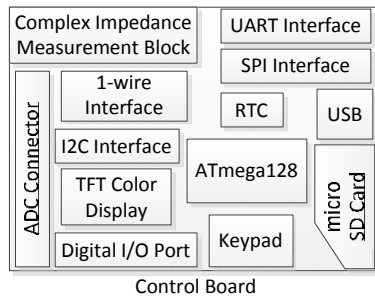 Complex Impedance
Measurement Block
UART Interface
SPI Interface
1-wire
Interface
RTC
USB
ADC Connector
I2C Interface
ATmega128
TFT Color
Display
micro
SD Card
Digital I/O Port
Keypad
Control Board